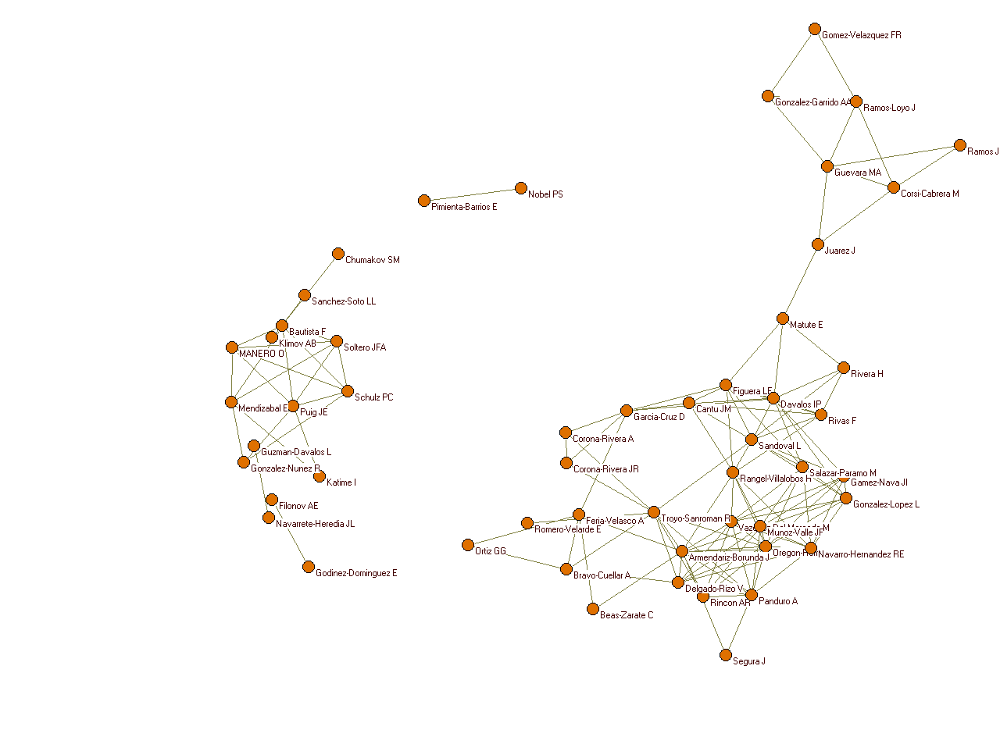 Gomez-Velazquez FR
Gonzalez-Garrido AA
Ramos-Loyo J
Ramos J
Guevara MA
Corsi-Cabrera M
Nobel PS
Pimienta-Barrios E
Juarez J
Chumakov SM
Sanchez-Soto LL
Matute E
Bautista F
Klimov AB
Soltero JFA
MANERO O
Rivera H
Figuera LE
Schulz PC
Davalos IP
Mendizabal E
Puig JE
Cantu JM
Garcia-Cruz D
Rivas F
Corona-Rivera A
Sandoval L
Guzman-Davalos L
Gonzalez-Nunez R
Corona-Rivera JR
Salazar-Paramo M
Rangel-Villalobos H
Katime I
Gamez-Nava JI
Gonzalez-Lopez L
Filonov AE
Navarrete-Heredia JL
Feria-Velasco A
Troyo-Sanroman R
Romero-Velarde E
Munoz-Valle JF
Ortiz GG
Armendariz-Borunda J
Navarro-Hernandez RE
Godinez-Dominguez E
Bravo-Cuellar A
Delgado-Rizo V
Rincon AR
Panduro A
Beas-Zarate C
Segura J